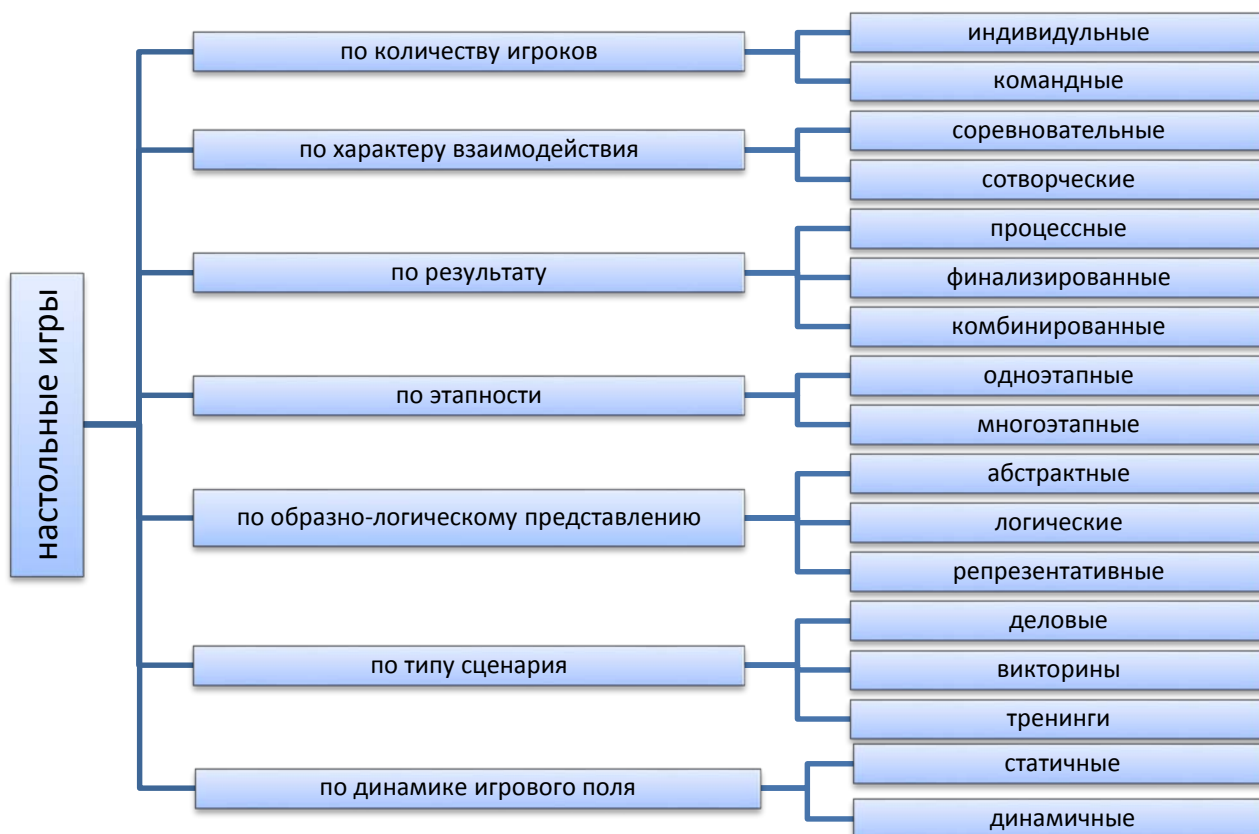 настольные игры
по количеству игроков
индивидульные
командные
по характеру взаимодействия
соревновательные
сотворческие
по результату
процессные
финализированные
комбинированные
по этапности
одноэтапные
многоэтапные
по образно-логическому представлению
абстрактные
логические
репрезентативные
по типу сценария
деловые
викторины
тренинги
по динамике игрового поля
статичные
динамичные